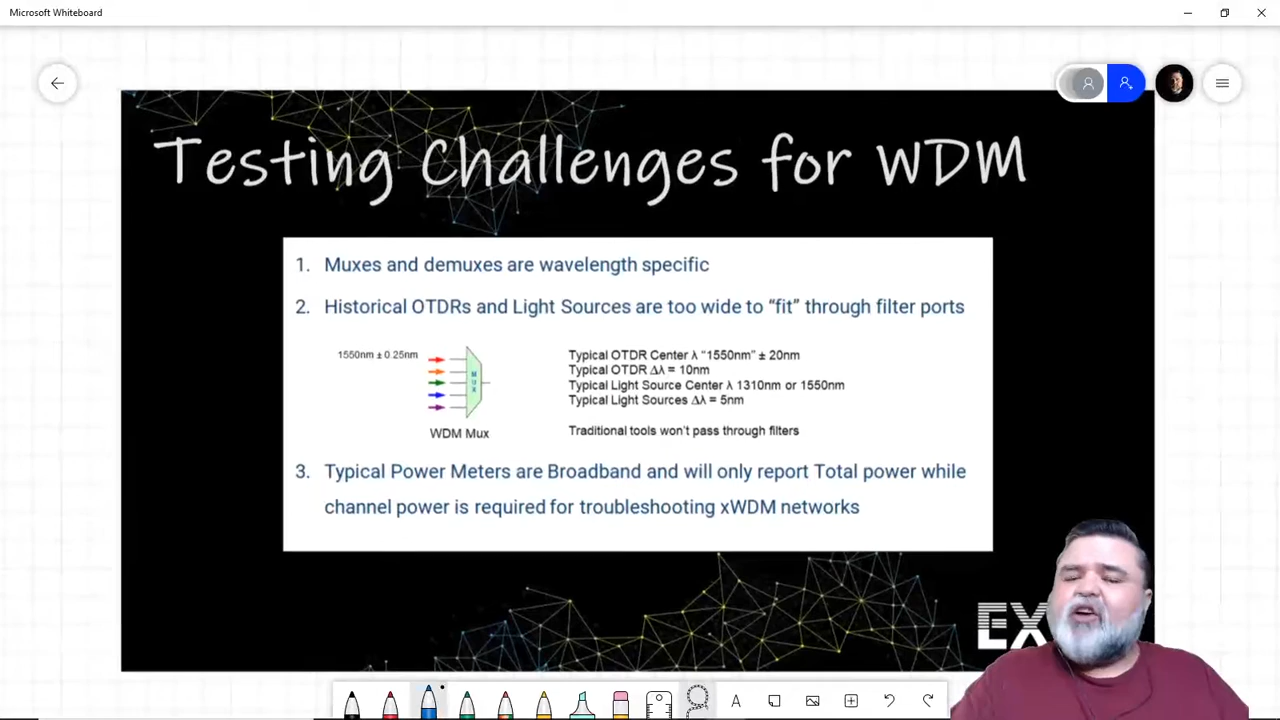 Microsoft Whiteboard
Testing Challenges for WDM
1. Muxes and demuxes are wavelength specific
2. Historical OTDRs and Light Sources are too wide to “fit” through filter ports
1550nm ± 0.25nm
MUX
WDM Mux
Typical OTDR Center λ “1550nm” ± 20nm
Typical OTDR Δλ = 10nm
Typical Light Source Center λ 1310nm or 1550nm
Typical Light Sources Δλ = 5nm
Traditional tools won’t pass through filters
3. Typical Power Meters are Broadband and will only report Total power while
channel power is required for troubleshooting xWDM networks
EX
A